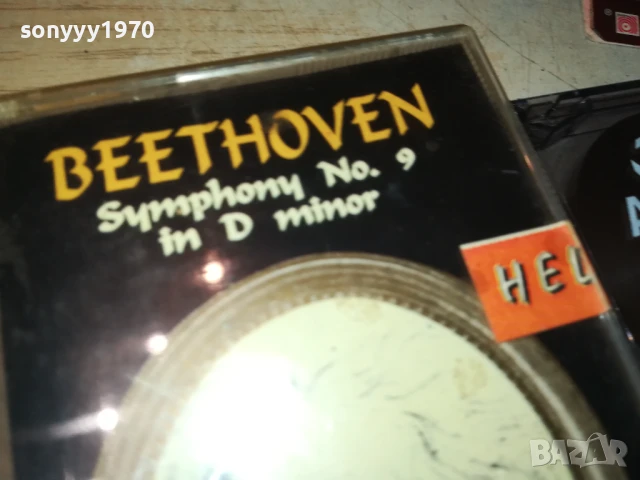 sonyyy1970
BEETHOVEN
Symphony No. 9
in D minor
HEL
BAZAR